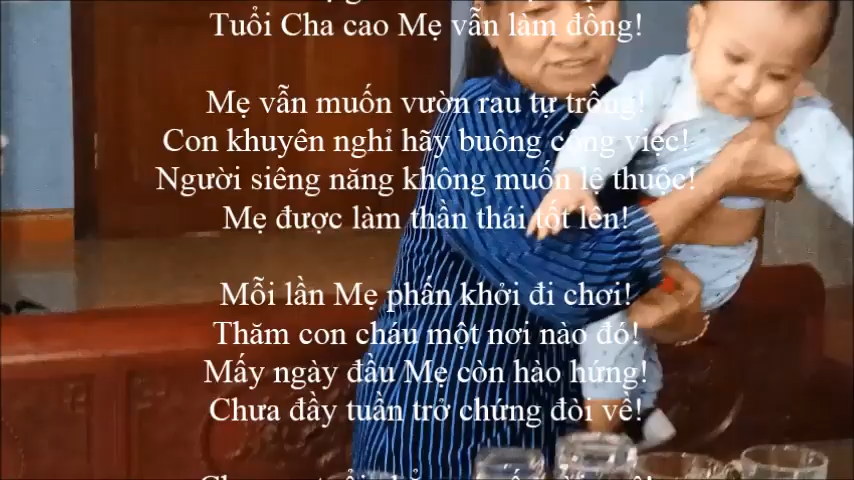 Tuổi Cha cao Mẹ vẫn làm đồng!
Mẹ vẫn muốn vườn rau tự trồng!
Con khuyên nghỉ hãy buông công việc!
Người siêng năng không muốn lệ thuộc!
Mẹ được làm thần thái tốt lên!
Mỗi lần Mẹ phấn khởi đi chơi!
Thăm con cháu một nơi nào đó!
Mấy ngày đầu Mẹ còn hào hứng!
Chưa đầy tuần trở chứng đòi về!